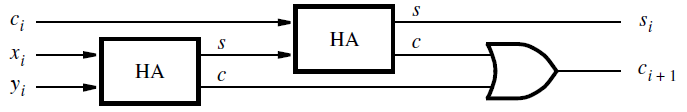 c_i s s_i
HA
x_i s c
HA c_{i+1}
y_i c